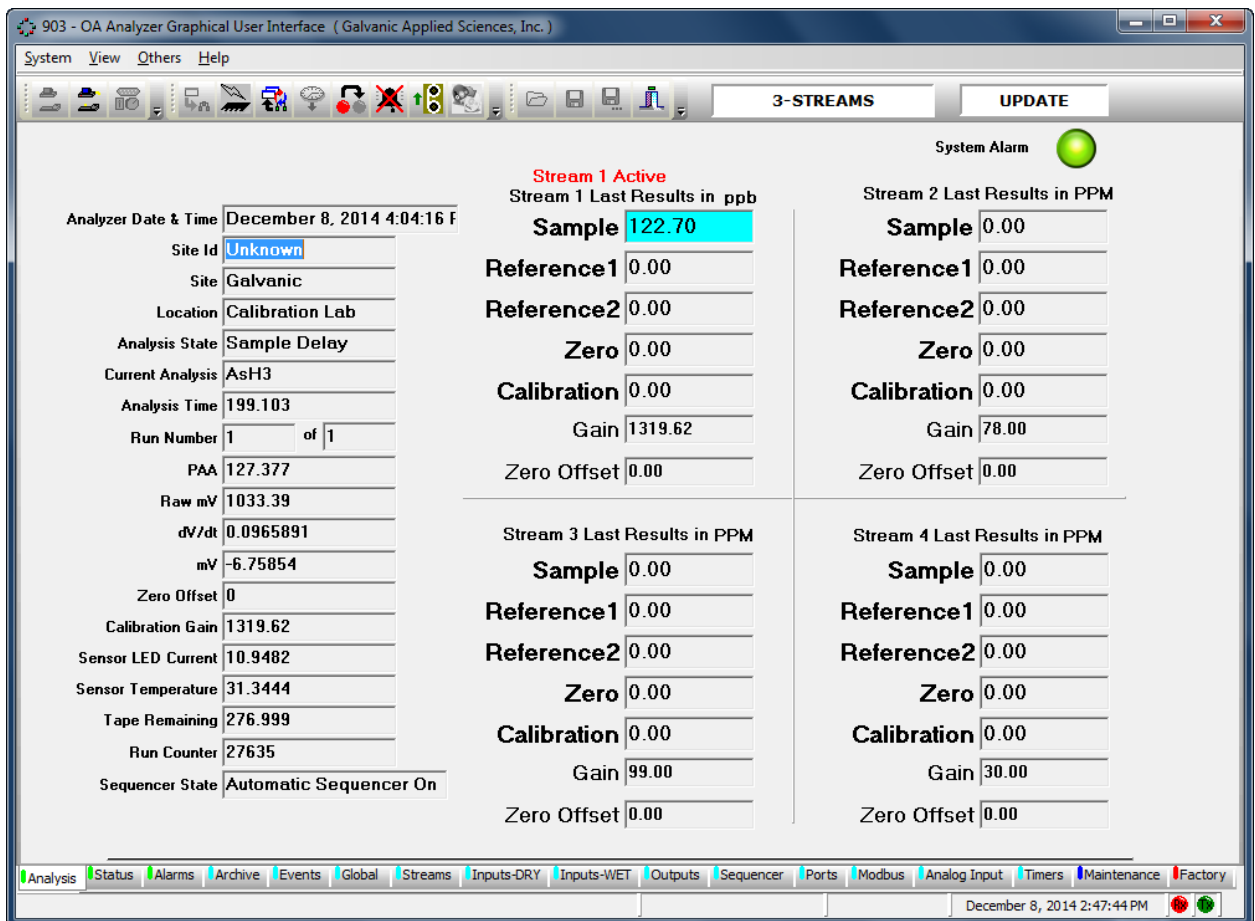 903 - OA Analyzer Graphical User Interface ( Galvanic Applied Sciences, Inc. )
System View Others Help
3-STREAMS UPDATE
System Alarm
Analyzer Date & Time December 8, 2014 4:04:16 P
Site Id Unknown
Site Galvanic
Location Calibration Lab
Analysis State Sample Delay
Current Analysis AsH3
Analysis Time 199.103
Run Number 1 of 1
PAA 127.377
Raw mV 1033.39
dV/dt 0.0965891
mV -6.75854
Zero Offset 0
Calibration Gain 1319.62
Sensor LED Current 10.9482
Sensor Temperature 31.3444
Tape Remaining 276.999
Run Counter 27635
Sequencer State Automatic Sequencer On
Stream 1 Active
Stream 1 Last Results in ppb
Sample 122.70
Reference1 0.00
Reference2 0.00
Zero 0.00
Calibration 0.00
Gain 1319.62
Zero Offset 0.00
Stream 2 Last Results in PPM
Sample 0.00
Reference1 0.00
Reference2 0.00
Zero 0.00
Calibration 0.00
Gain 78.00
Zero Offset 0.00
Stream 3 Last Results in PPM
Sample 0.00
Reference1 0.00
Reference2 0.00
Zero 0.00
Calibration 0.00
Gain 99.00
Zero Offset 0.00
Stream 4 Last Results in PPM
Sample 0.00
Reference1 0.00
Reference2 0.00
Zero 0.00
Calibration 0.00
Gain 30.00
Zero Offset 0.00
Analysis Status Alarms Archive Events Global Streams Inputs-DRY Inputs-WET Outputs Sequencer Ports Modbus Analog Input Timers Maintenance Factory
December 8, 2014 2:47:44 PM Rx Tx